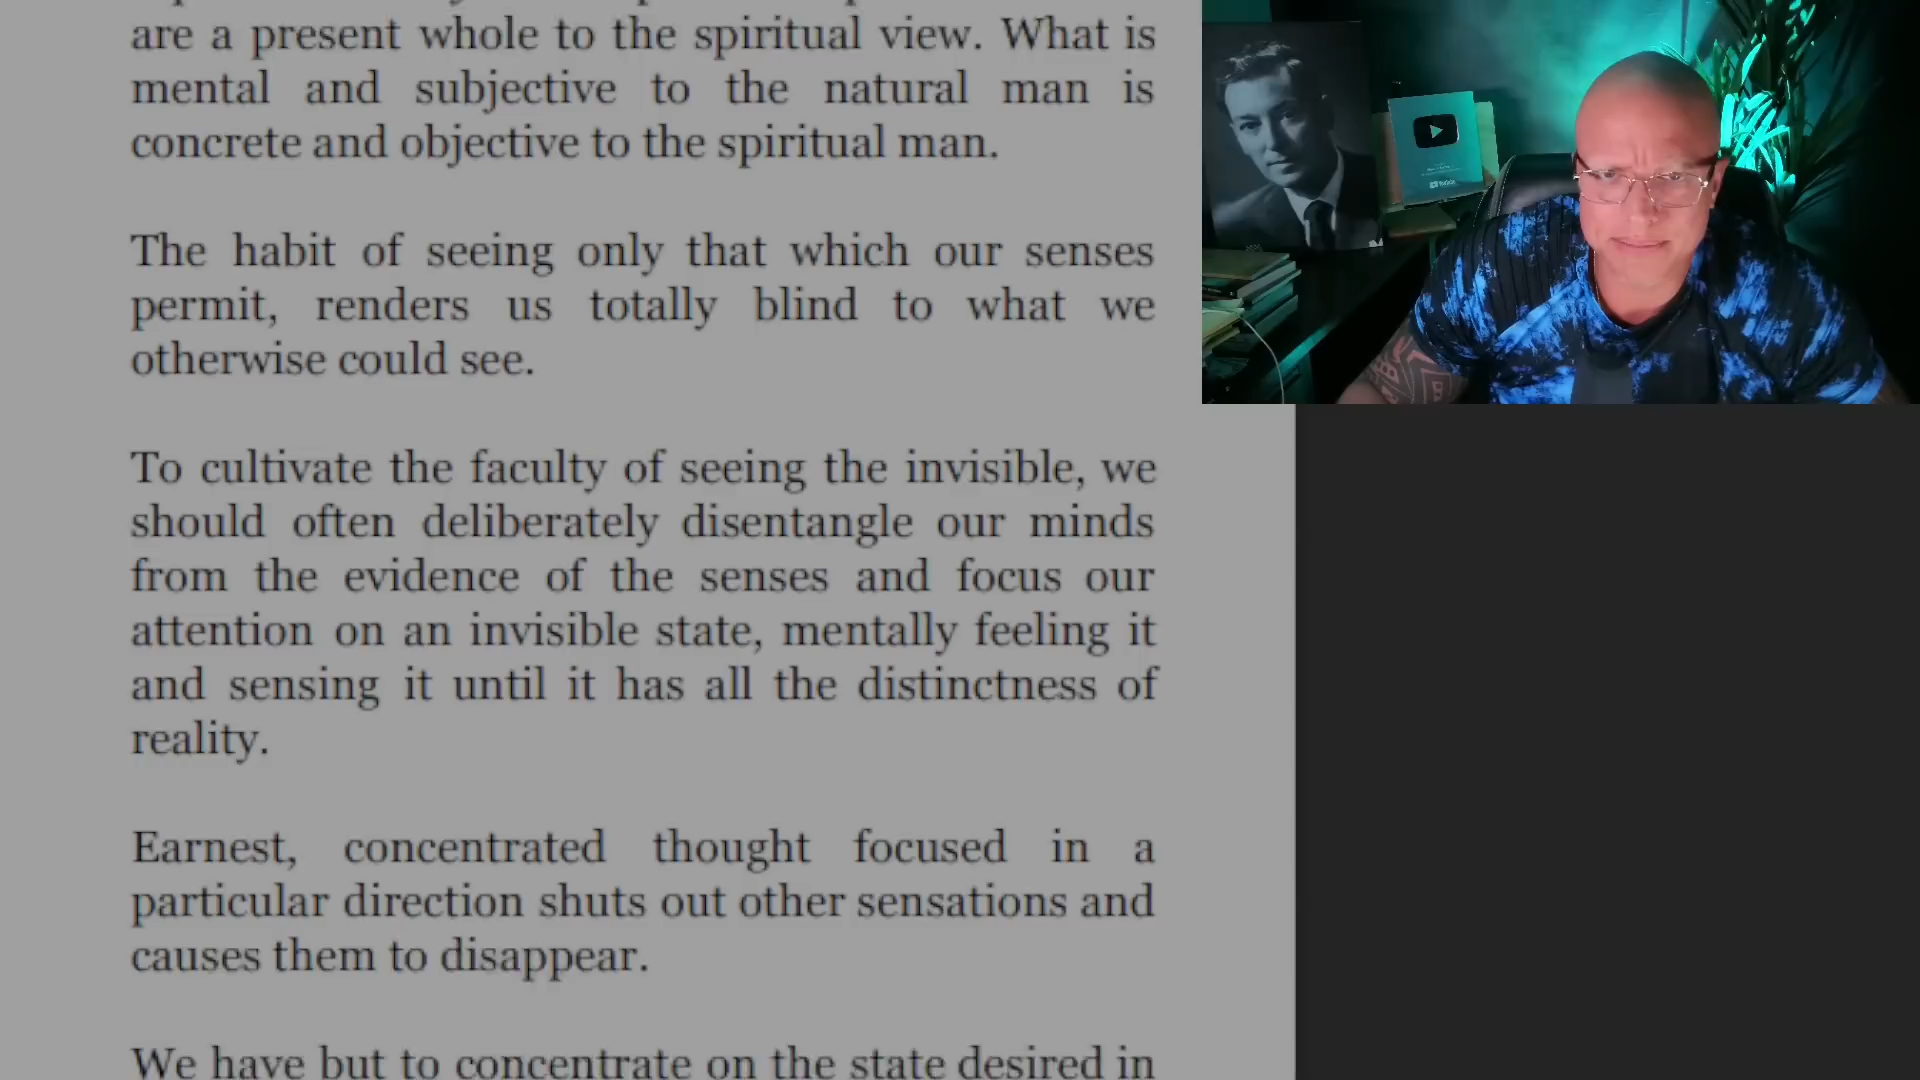 are a present whole to the spiritual view. What is
mental and subjective to the natural man is
concrete and objective to the spiritual man.
The habit of seeing only that which our senses
permit, renders us totally blind to what we
otherwise could see.
To cultivate the faculty of seeing the invisible, we
should often deliberately disentangle our minds
from the evidence of the senses and focus our
attention on an invisible state, mentally feeling it
and sensing it until it has all the distinctness of
reality.
Earnest, concentrated thought focused in a
particular direction shuts out other sensations and
causes them to disappear.
We have but to concentrate on the state desired in